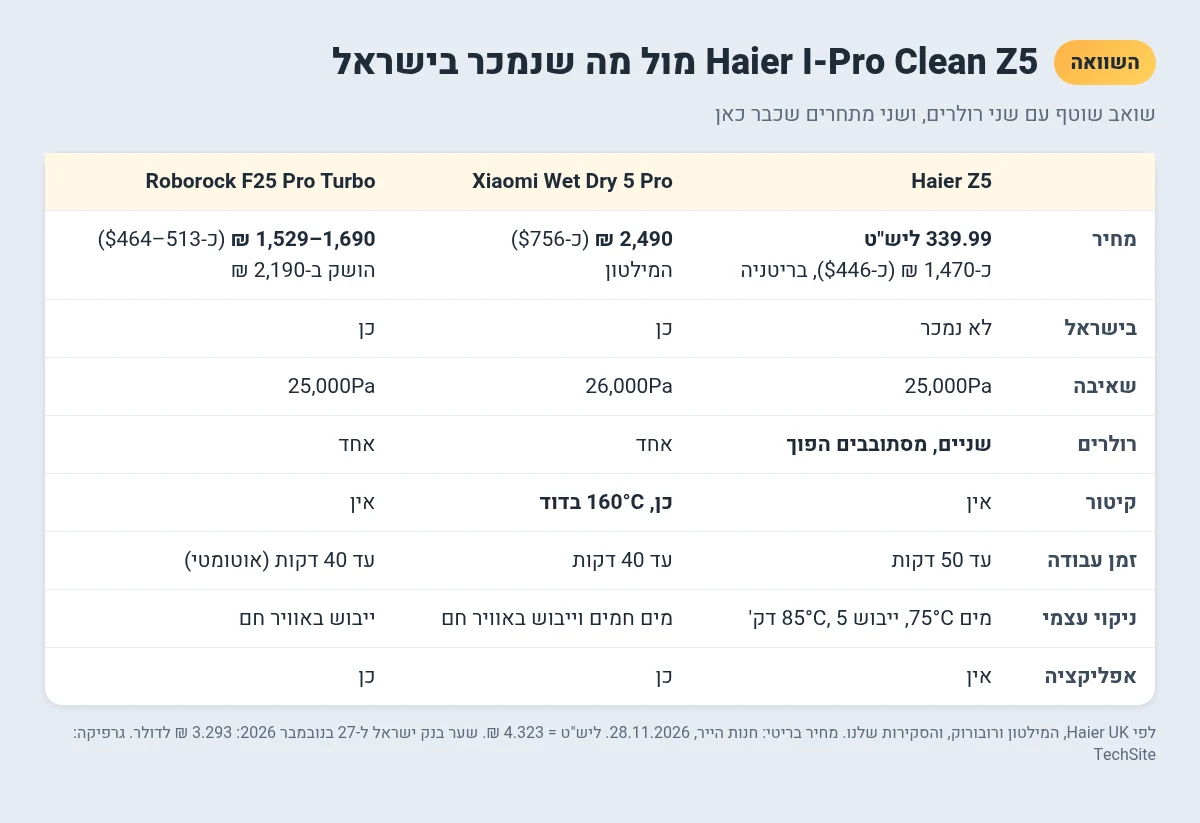 השוואה
Haier I-Pro Clean Z5 מול מה שנמכר בישראל
שואב שוטף עם שני רולרים, ושני מתחרים שכבר כאן
Haier Z5
Xiaomi Wet Dry 5 Pro
Roborock F25 Pro Turbo
מחיר
339.99 ליש"ט
כ-1,470 ₪ (כ-446$), בריטניה
2,490 ₪ (כ-756$)
המילטון
1,529–1,690 ₪ (כ-464–513$)
הושק ב-2,190 ₪
בישראל
לא נמכר
כן
כן
שאיבה
25,000Pa
26,000Pa
25,000Pa
רולרים
שניים, מסתובבים הפוך
אחד
אחד
קיטור
אין
כן, 160°C בדוד
אין
זמן עבודה
עד 50 דקות
עד 40 דקות
עד 40 דקות (אוטומטי)
ניקוי עצמי
מים 75°C, ייבוש 85°C, 5 דק'
מים חמים וייבוש באוויר חם
ייבוש באוויר חם
אפליקציה
אין
כן
כן
לפי Haier UK, המילטון ורובורוק, והסקירות שלנו. מחיר בריטי: חנות הייר, 28.11.2026. ליש"ט = 4.323 ₪. שער בנק ישראל ל-27 בנובמבר 2026: 3.293 ₪ לדולר. גרפיקה:
TechSite